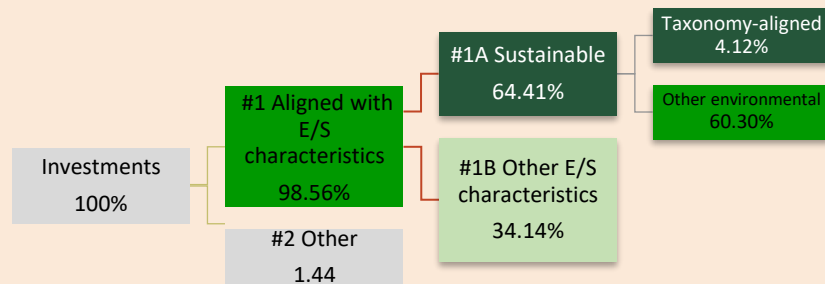 Investments
100%
#1 Aligned with
E/S
characteristics
98.56%
#2 Other
1.44
#1A Sustainable
64.41%
#1B Other E/S
characteristics
34.14%
Taxonomy-aligned
4.12%
Other environmental
60.30%